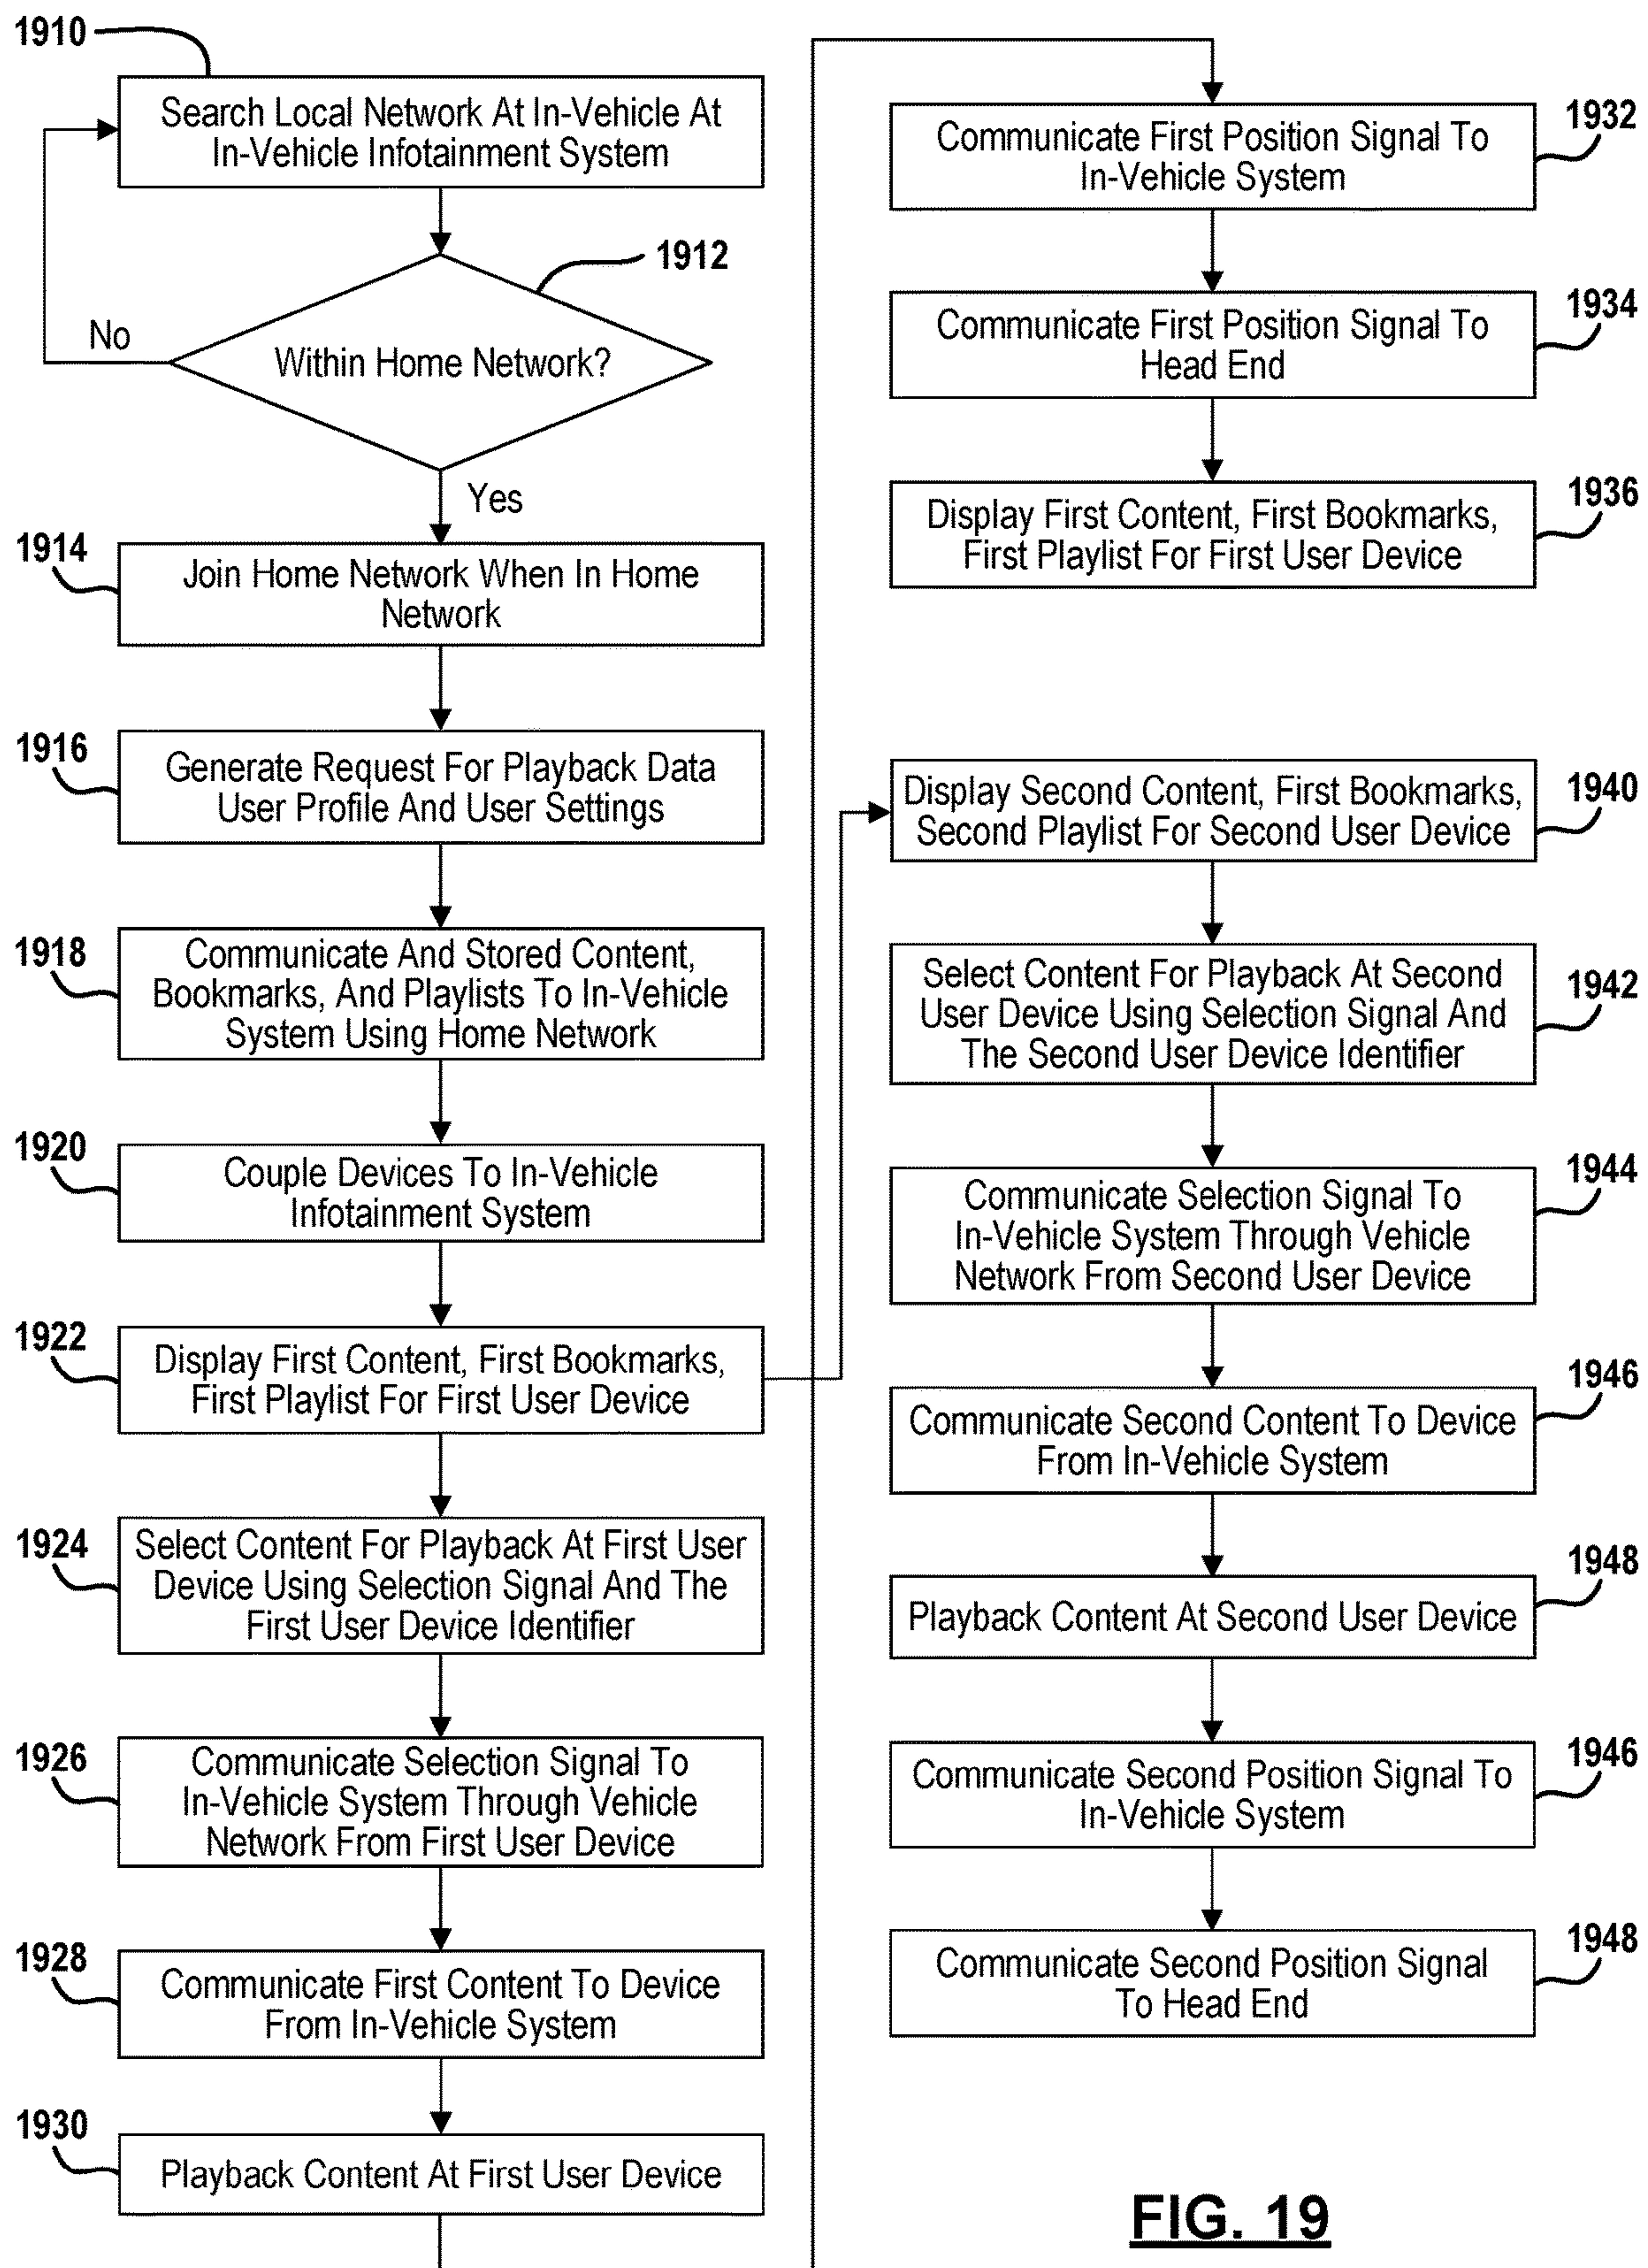 1910
Search Local Network At In-Vehicle At
In-Vehicle Infotainment System
1912
Within Home Network?
No
Yes
1914
Join Home Network When In Home
Network
1916
Generate Request For Playback Data
User Profile And User Settings
1918
Communicate And Stored Content,
Bookmarks, And Playlists To In-Vehicle
System Using Home Network
1920
Couple Devices To In-Vehicle
Infotainment System
1922
Display First Content, First Bookmarks,
First Playlist For First User Device
1924
Select Content For Playback At First User
Device Using Selection Signal And The
First User Device Identifier
1926
Communicate Selection Signal To
In-Vehicle System Through Vehicle
Network From First User Device
1928
Communicate First Content To Device
From In-Vehicle System
1930
Playback Content At First User Device
1932
Communicate First Position Signal To
In-Vehicle System
1934
Communicate First Position Signal To
Head End
1936
Display First Content, First Bookmarks,
First Playlist For First User Device
1940
Display Second Content, First Bookmarks,
Second Playlist For Second User Device
1942
Select Content For Playback At Second
User Device Using Selection Signal And
The Second User Device Identifier
1944
Communicate Selection Signal To
In-Vehicle System Through Vehicle
Network From Second User Device
1946
Communicate Second Content To Device
From In-Vehicle System
1948
Playback Content At Second User Device
1946
Communicate Second Position Signal To
In-Vehicle System
1948
Communicate Second Position Signal
To Head End
FIG. 19